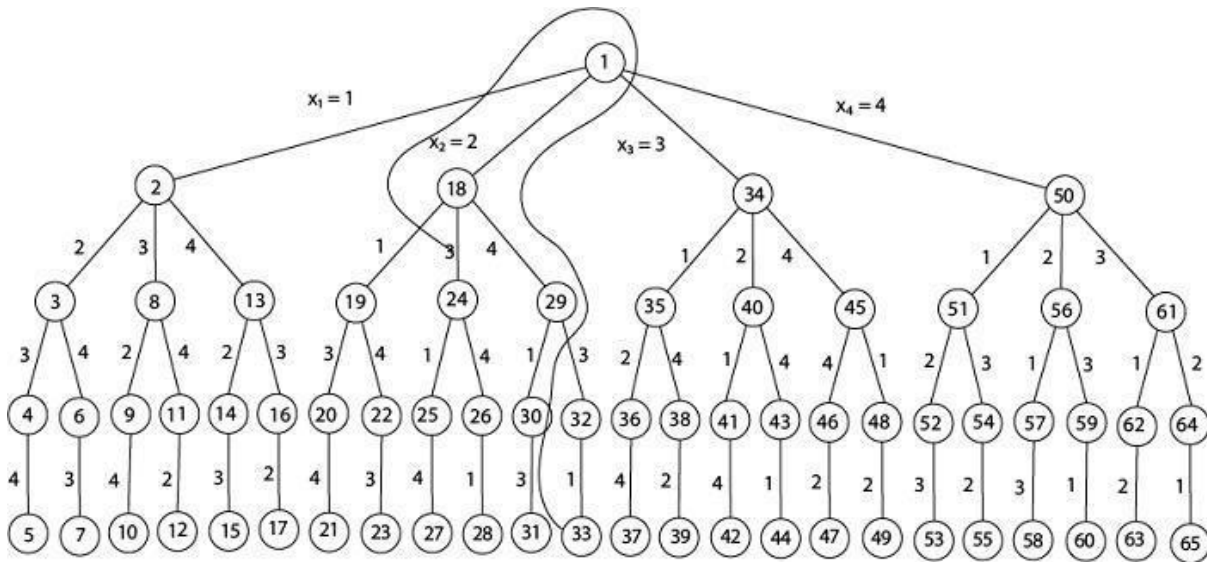 1
x₁ = 1
x₂ = 2
x₃ = 3
x₄ = 4
2 18 34 50
2 3 4 1 3 4 1 2 4 1 2 3
3 8 13 19 24 29 35 40 45 51 56 61
3 4 2 4 2 3 3 4 1 4 1 3 2 4 1 4 4 1 2 3 1 3 1 2
4 6 9 11 14 16 20 22 25 26 30 32 36 38 41 43 46 48 52 54 57 59 62 64
4 3 4 2 3 2 4 3 4 1 3 1 4 2 4 1 2 2 3 2 3 1 2 1
5 7 10 12 15 17 21 23 27 28 31 33 37 39 42 44 47 49 53 55 58 60 63 65